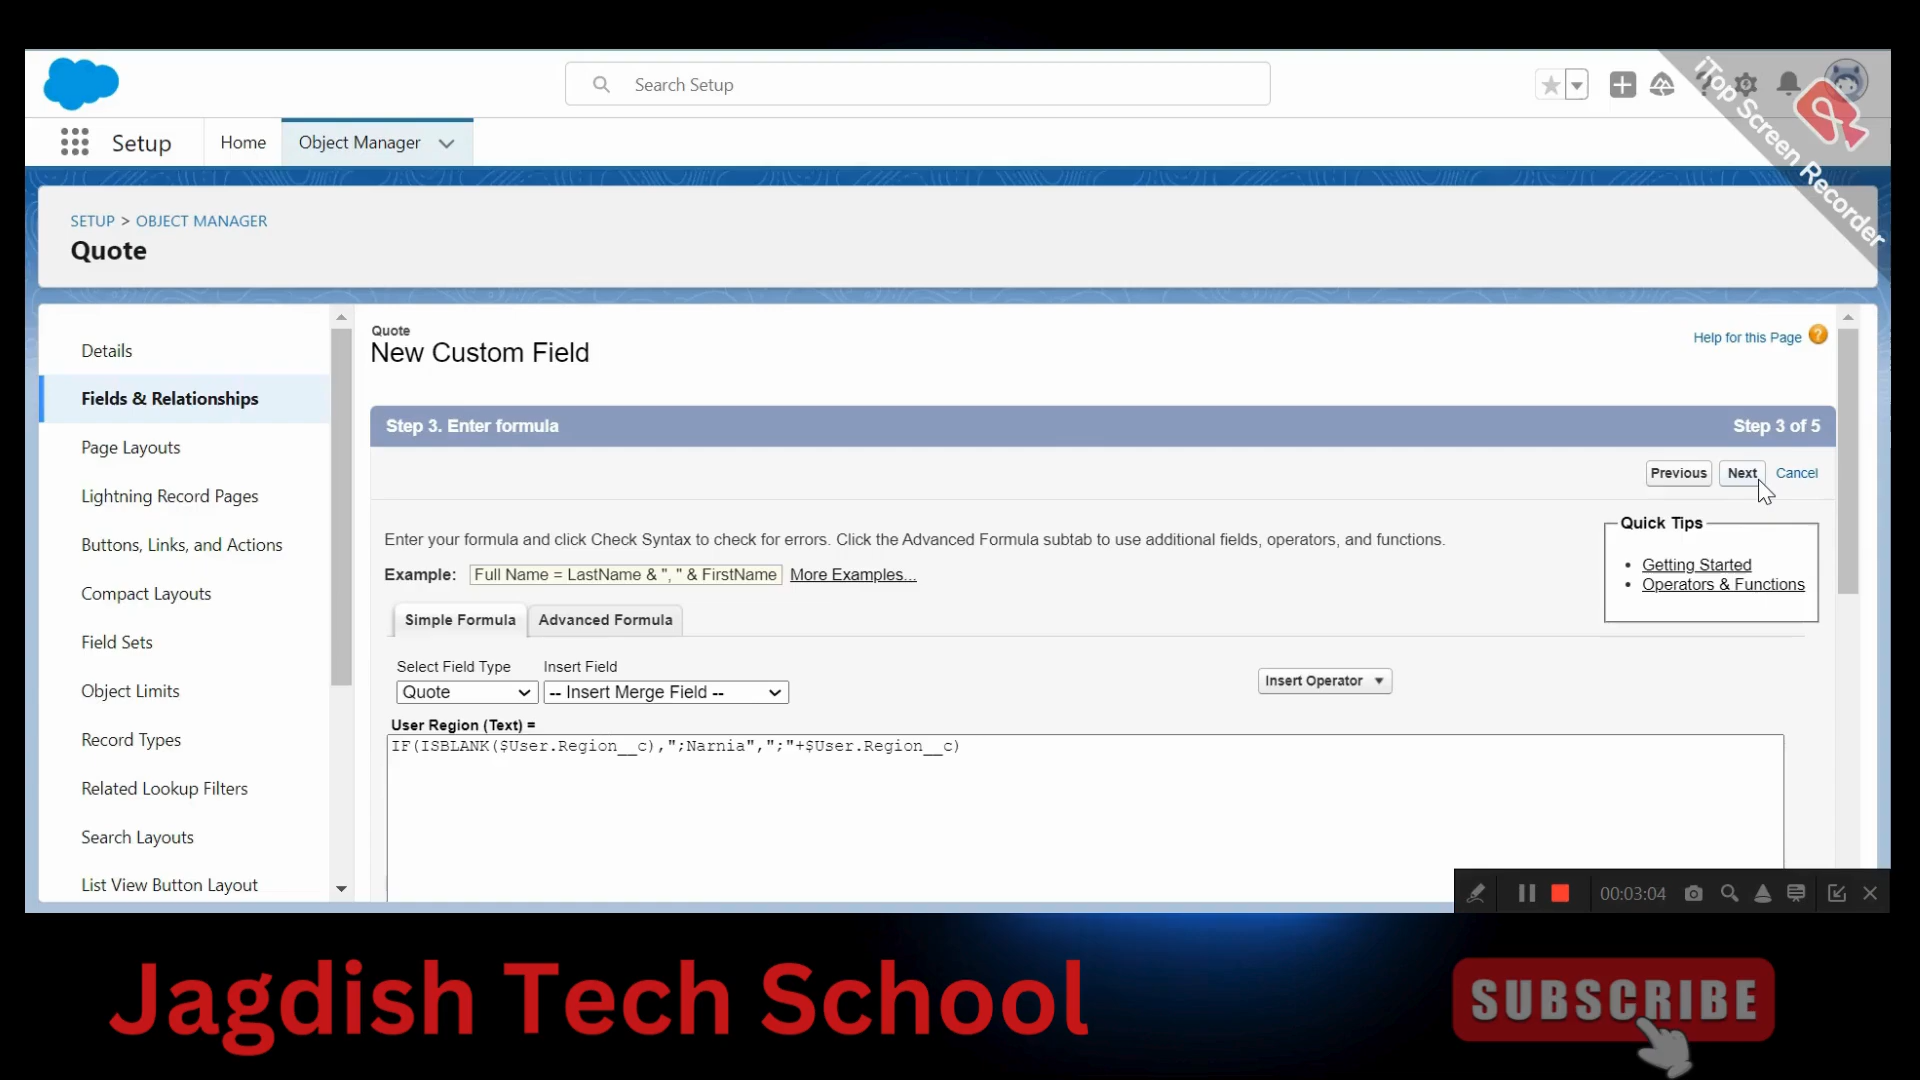 Search Setup
iTop Screen Recorder
Setup
Home
Object Manager
SETUP > OBJECT MANAGER
Quote
Details
Fields & Relationships
Page Layouts
Lightning Record Pages
Buttons, Links, and Actions
Compact Layouts
Field Sets
Object Limits
Record Types
Related Lookup Filters
Search Layouts
List View Button Layout
Quote
New Custom Field
Help for this Page ?
Step 3. Enter formula
Step 3 of 5
Previous Next Cancel
Enter your formula and click Check Syntax to check for errors. Click the Advanced Formula subtab to use additional fields, operators, and functions.
Example: Full Name = LastName & ", " & FirstName More Examples...
Quick Tips
• Getting Started
• Operators & Functions
Simple Formula Advanced Formula
Select Field Type Insert Field
Quote -- Insert Merge Field -- Insert Operator
User Region (Text) =
IF(ISBLANK($User.Region__c),";Narnia",";"+$User.Region__c)
00:03:04
Jagdish Tech School
SUBSCRIBE